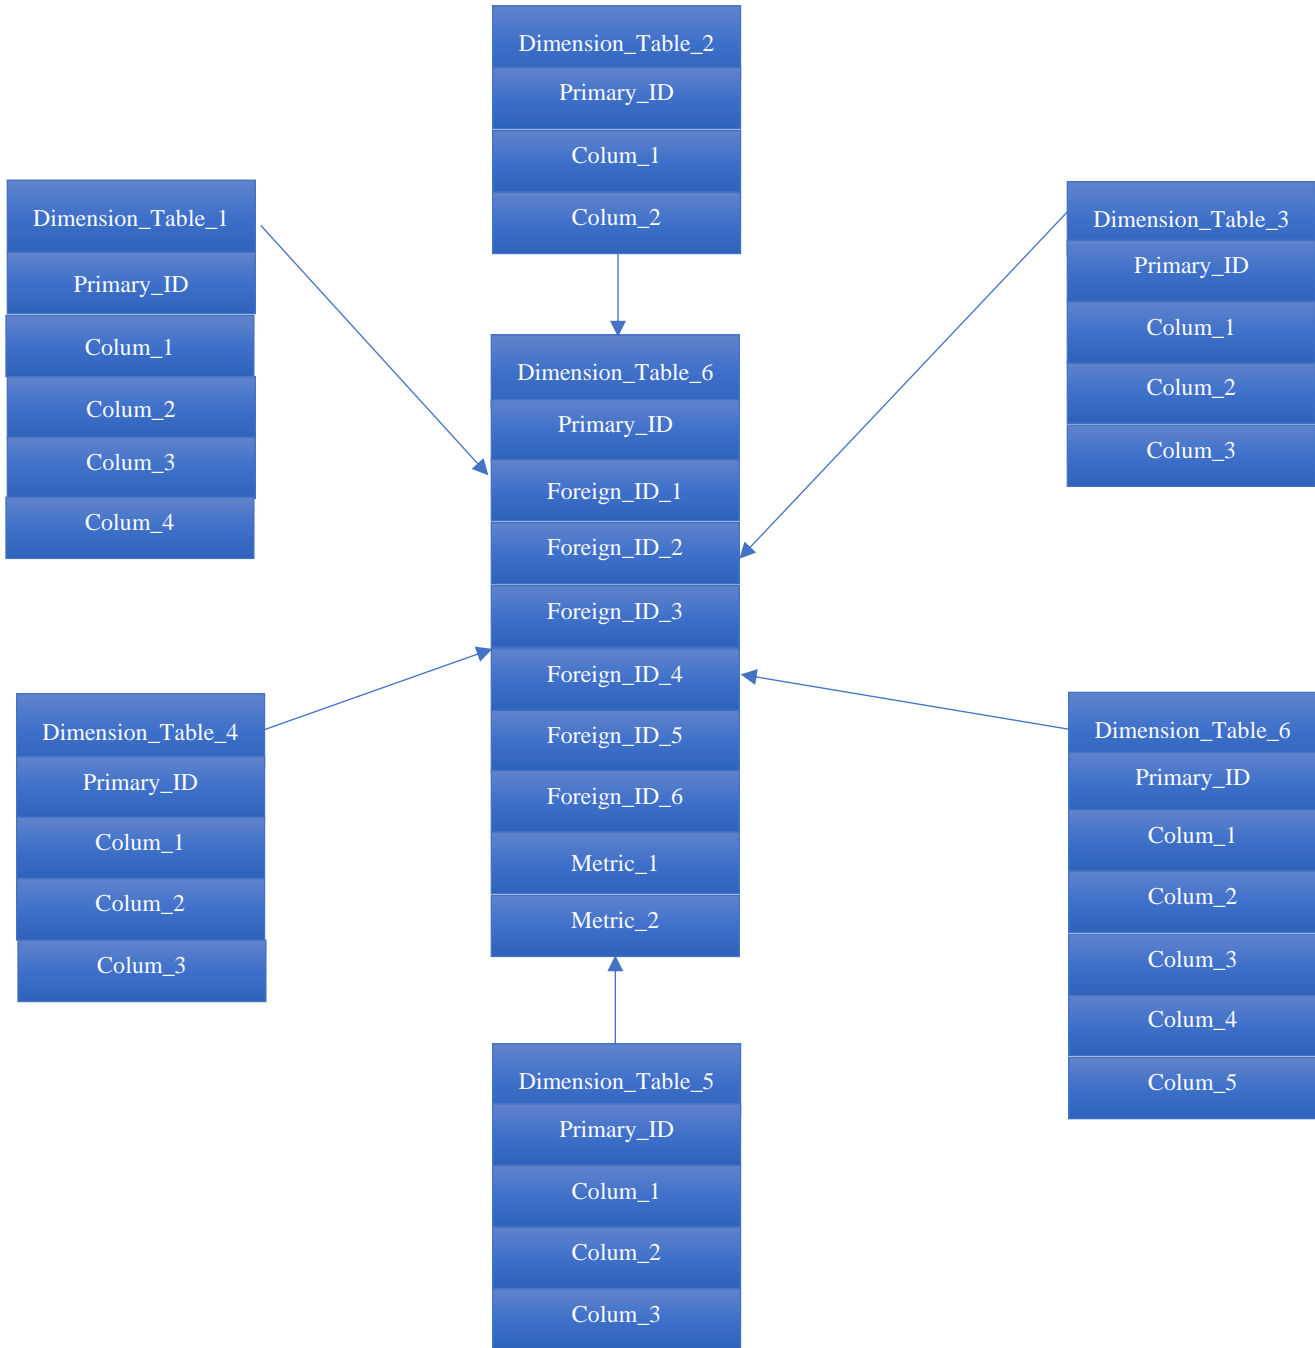 Dimension_Table_2
Primary_ID
Colum_1
Colum_2
Dimension_Table_1
Primary_ID
Colum_1
Colum_2
Colum_3
Colum_4
Dimension_Table_3
Primary_ID
Colum_1
Colum_2
Colum_3
Dimension_Table_6
Primary_ID
Foreign_ID_1
Foreign_ID_2
Foreign_ID_3
Foreign_ID_4
Foreign_ID_5
Foreign_ID_6
Metric_1
Metric_2
Dimension_Table_4
Primary_ID
Colum_1
Colum_2
Colum_3
Dimension_Table_6
Primary_ID
Colum_1
Colum_2
Colum_3
Colum_4
Colum_5
Dimension_Table_5
Primary_ID
Colum_1
Colum_2
Colum_3